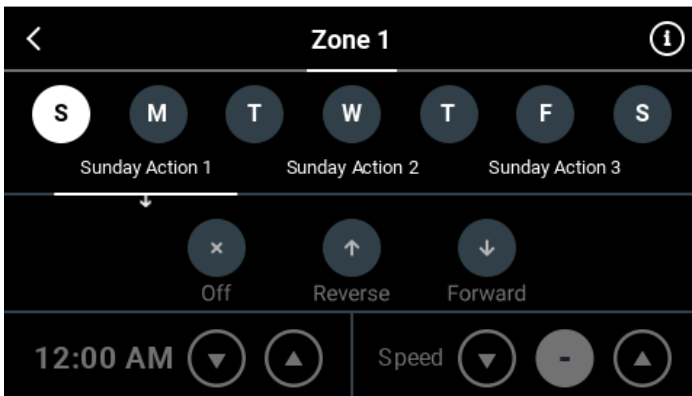 Zone 1
S M T W T F S
Sunday Action 1 Sunday Action 2 Sunday Action 3
Off Reverse Forward
12:00 AM Speed -